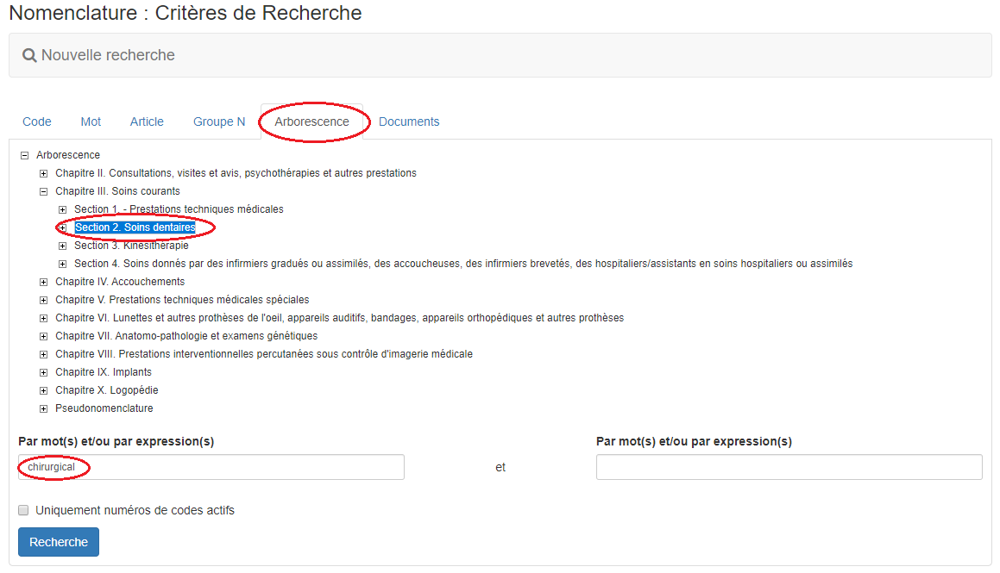 Nomenclature : Critères de Recherche
Nouvelle recherche
Code Mot Article Groupe N Arborescence Documents
Arborescence
Chapitre II. Consultations, visites et avis, psychothérapies et autres prestations
Chapitre III. Soins courants
Section 1. - Prestations techniques médicales
Section 2. Soins dentaires
Section 3. Kinésithérapie
Section 4. Soins donnés par des infirmiers gradués ou assimilés, des accoucheuses, des infirmiers brevetés, des hospitaliers/assistants en soins hospitaliers ou assimilés
Chapitre IV. Accouchements
Chapitre V. Prestations techniques médicales spéciales
Chapitre VI. Lunettes et autres prothèses de l'oeil, appareils auditifs, bandages, appareils orthopédiques et autres prothèses
Chapitre VII. Anatomo-pathologie et examens génétiques
Chapitre VIII. Prestations interventionnelles percutanées sous contrôle d'imagerie médicale
Chapitre IX. Implants
Chapitre X. Logopédie
Pseudonomenclature
Par mot(s) et/ou par expression(s) Par mot(s) et/ou par expression(s)
chirurgical et
Uniquement numéros de codes actifs
Recherche